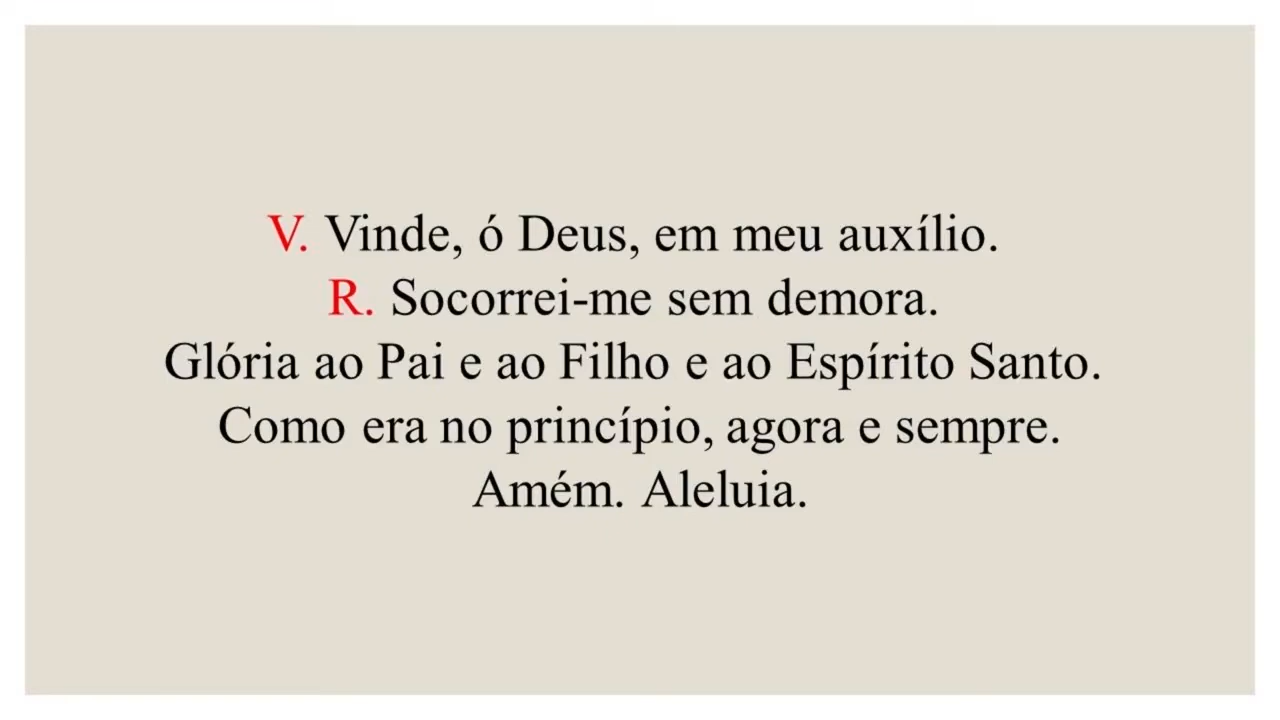 V. Vinde, ó Deus, em meu auxílio.
R. Socorrei-me sem demora.
Glória ao Pai e ao Filho e ao Espírito Santo.
Como era no princípio, agora e sempre.
Amém. Aleluia.